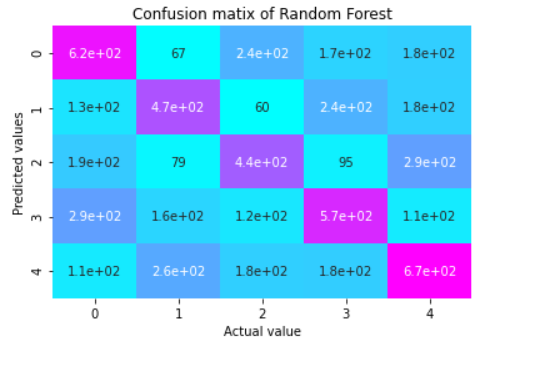 Confusion matix of Random Forest
0 6.2e+02 67 2.4e+02 1.7e+02 1.8e+02
1 1.3e+02 4.7e+02 60 2.4e+02 1.8e+02
2 1.9e+02 79 4.4e+02 95 2.9e+02
3 2.9e+02 1.6e+02 1.2e+02 5.7e+02 1.1e+02
4 1.1e+02 2.6e+02 1.8e+02 1.8e+02 6.7e+02
Predicted values
0 1 2 3 4
Actual value